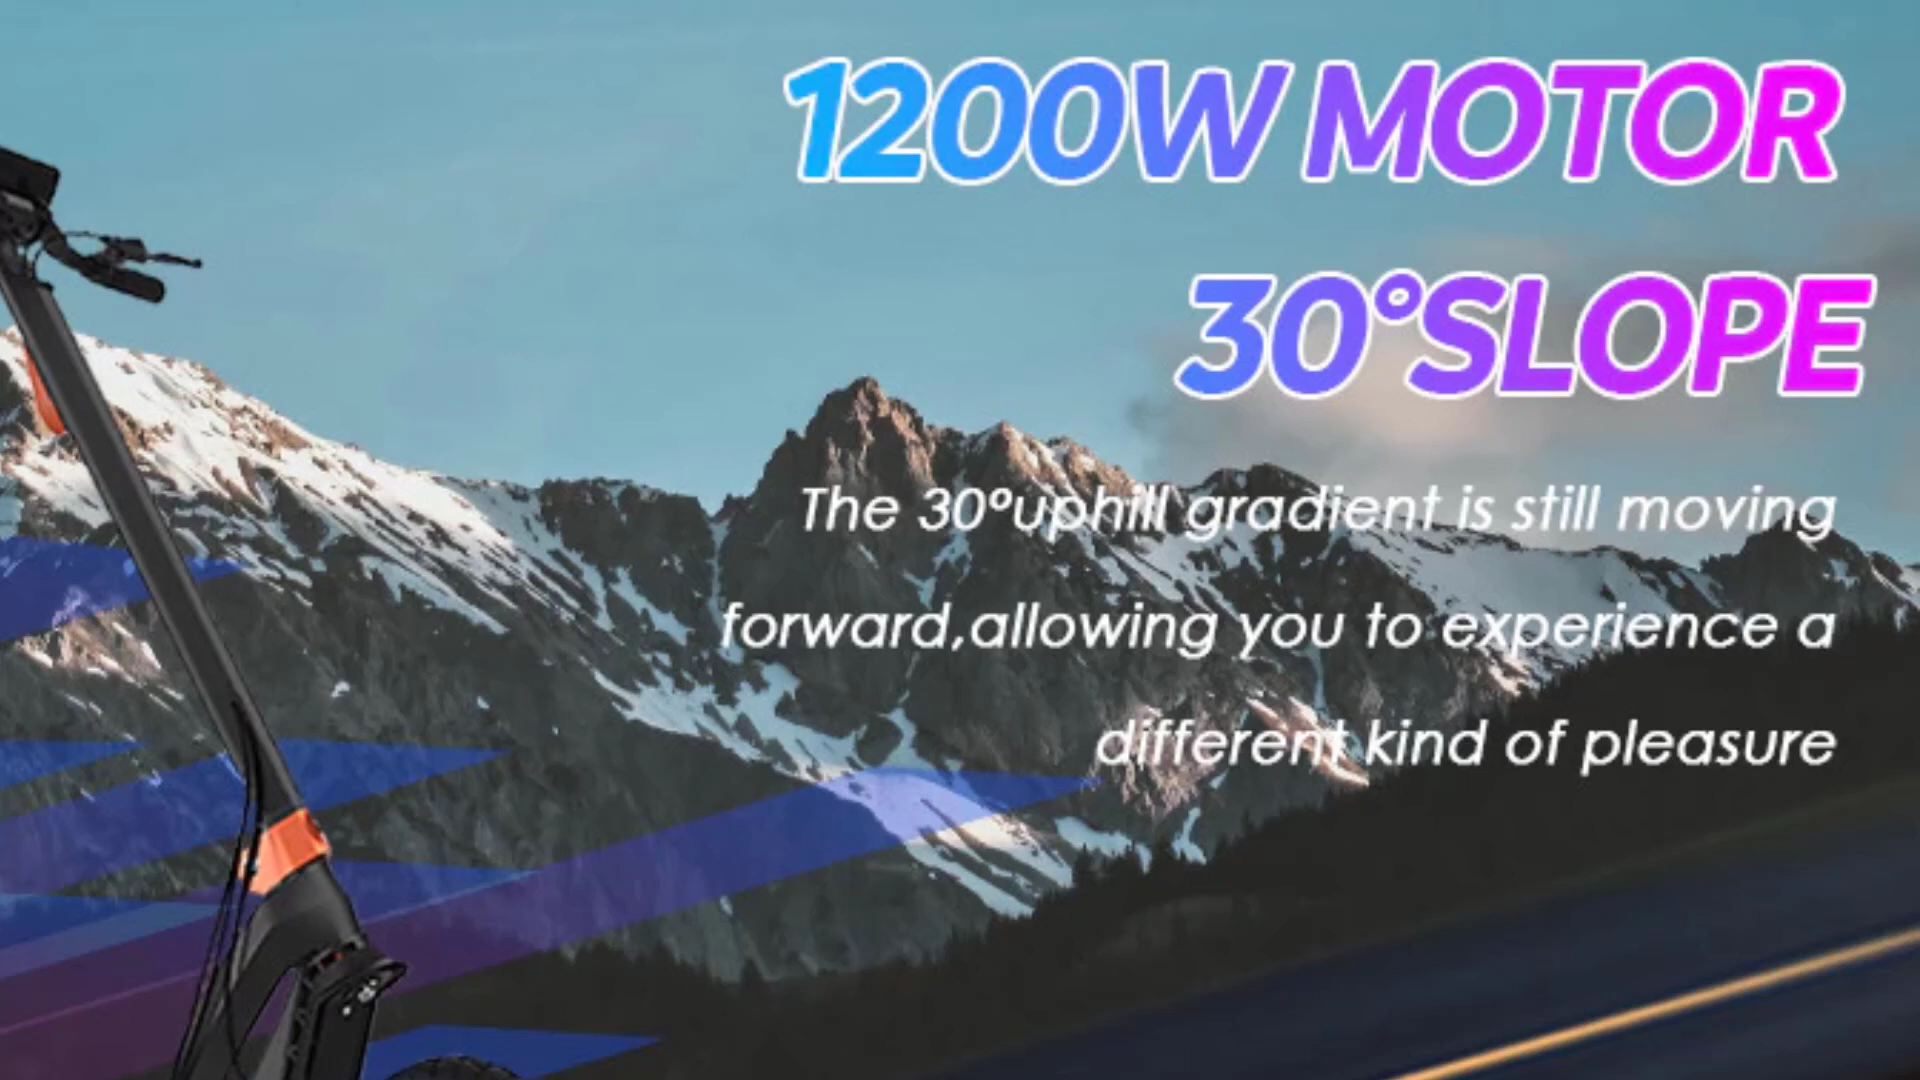 1200W MOTOR
30°SLOPE
The 30°uphill gradient is still moving
forward,allowing you to experience a
different kind of pleasure